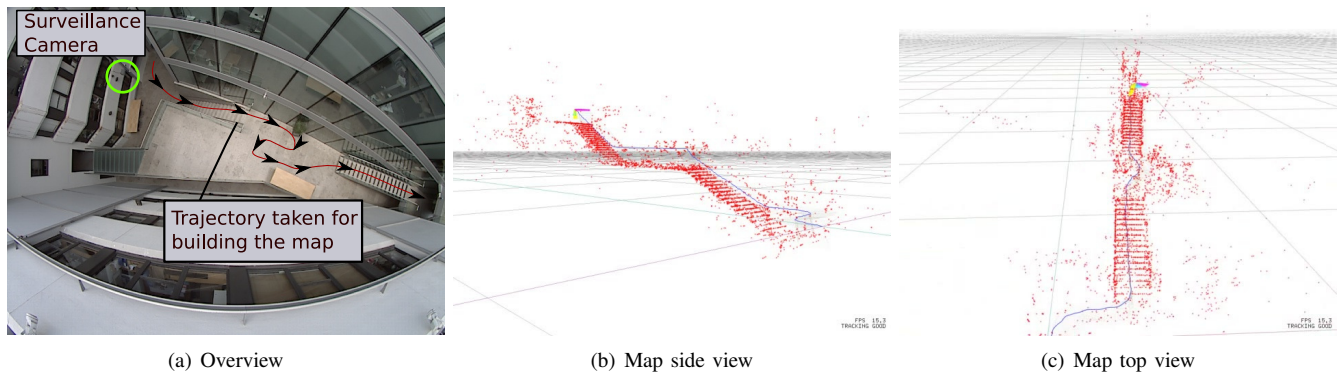 Surveillance
Camera
Trajectory taken for
building the map
FPS 15.3
TRACKING GOOD
FPS 15.3
TRACKING GOOD
(a) Overview
(b) Map side view
(c) Map top view